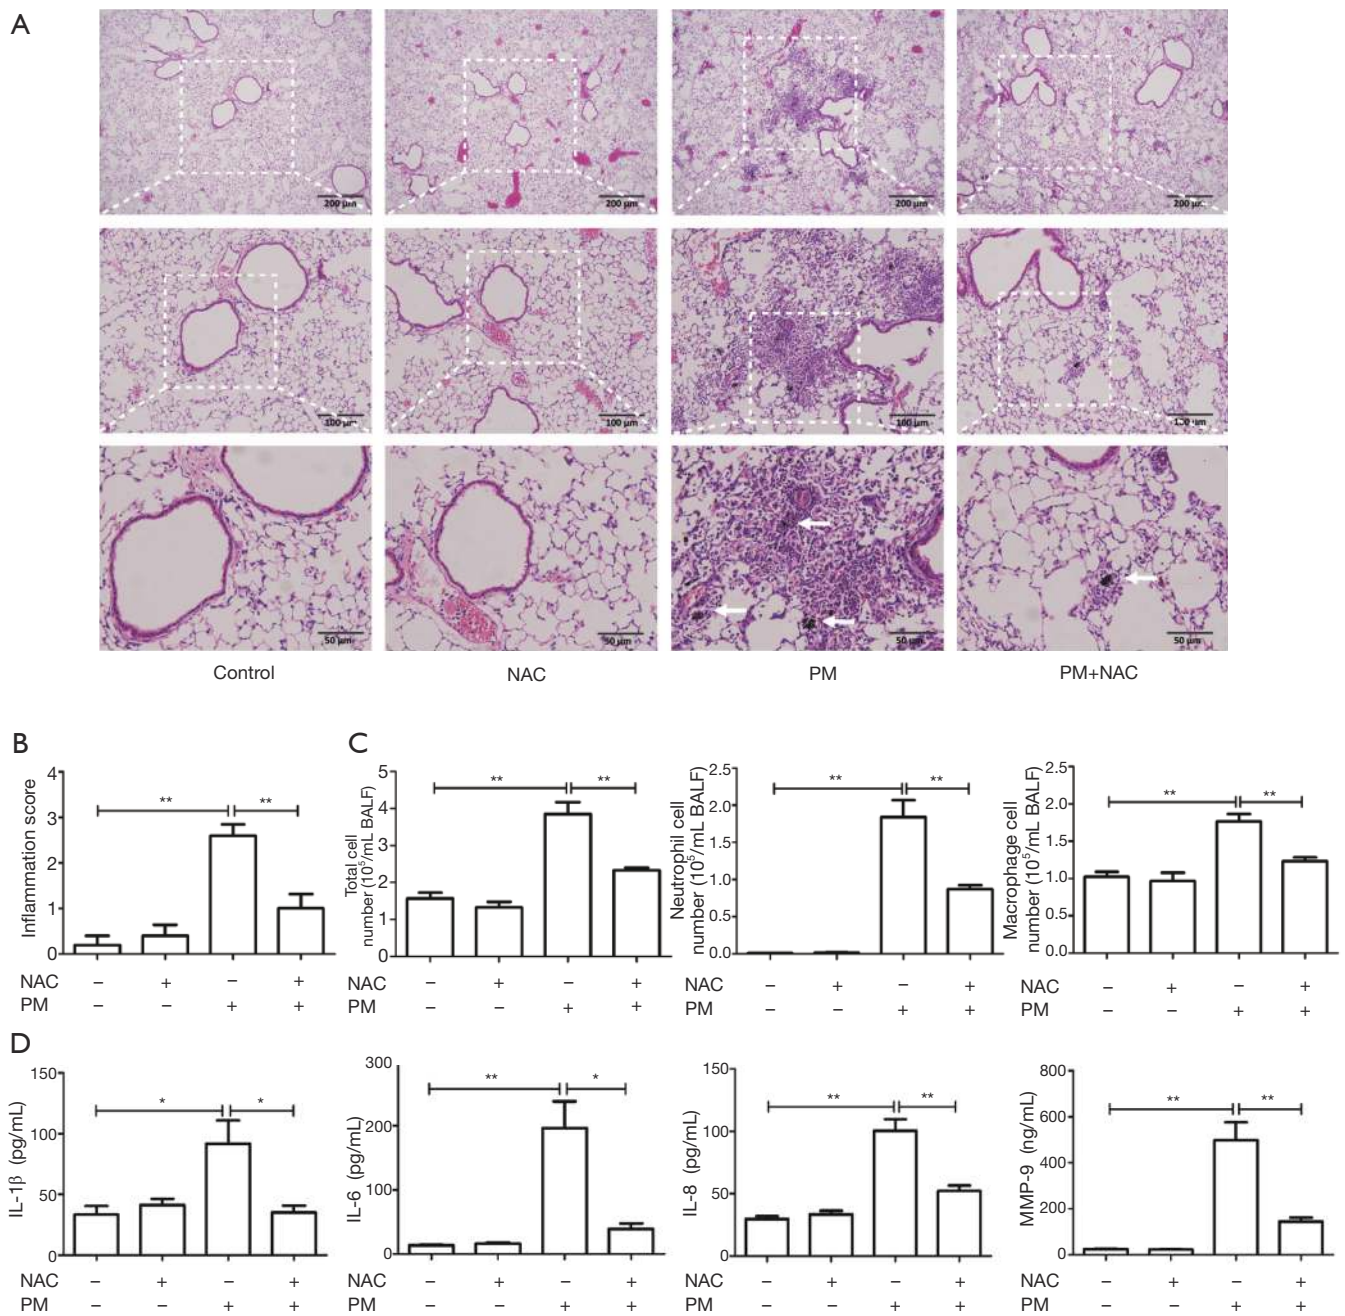 A
200 μm 200 μm 200 μm 200 μm
100 μm 100 μm 100 μm
50 μm 50 μm 50 μm 50 μm
Control NAC PM PM+NAC
B
Inflammation score
4
3
2
1
0
** **
NAC – + – +
PM – – + +
C
Total cell
number (10⁵/mL BALF)
5
4
3
2
1
0
** **
NAC – + – +
PM – – + +
Neutrophil cell
number (10⁵/mL BALF)
2.5
2.0
1.5
1.0
0.5
0.0
** **
NAC – + – +
PM – – + +
Macrophage cell
number (10⁵/mL BALF)
2.5
2.0
1.5
1.0
0.5
0.0
** **
NAC – + – +
PM – – + +
D
IL-1β (pg/mL)
150
100
50
0
* *
NAC – + – +
PM – – + +
IL-6 (pg/mL)
300
200
100
0
** *
NAC – + – +
PM – – + +
IL-8 (pg/mL)
150
100
50
0
** **
NAC – + – +
PM – – + +
MMP-9 (ng/mL)
800
600
400
200
0
** **
NAC – + – +
PM – – + +